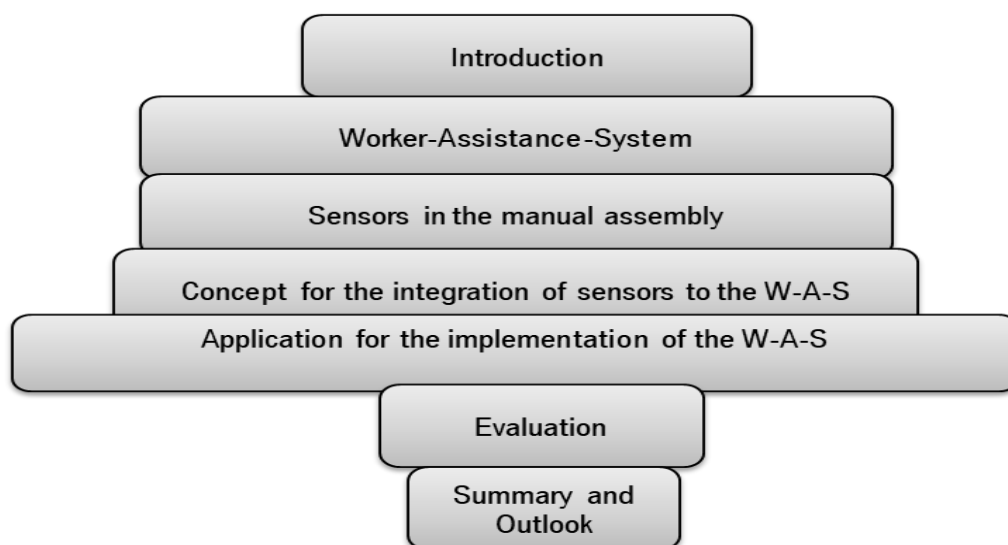 Introduction
Worker-Assistance-System
Sensors in the manual assembly
Concept for the integration of sensors to the W-A-S
Application for the implementation of the W-A-S
Evaluation
Summary and
Outlook